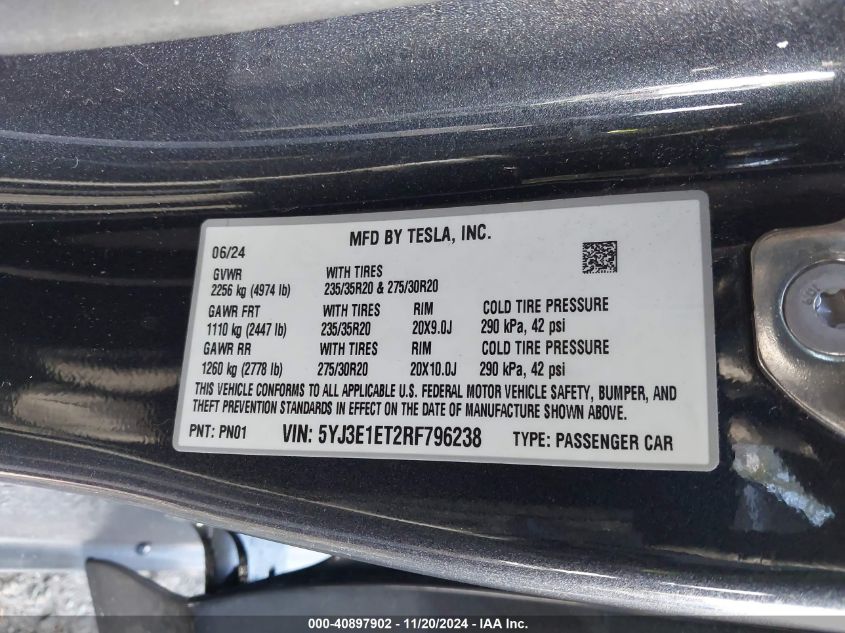 MFD BY TESLA, INC.
06/24
GVWR WITH TIRES
2256 kg (4974 lb) 235/35R20 & 275/30R20
GAWR FRT WITH TIRES RIM COLD TIRE PRESSURE
1110 kg (2447 lb) 235/35R20 20X9.0J 290 kPa, 42 psi
GAWR RR WITH TIRES RIM COLD TIRE PRESSURE
1260 kg (2778 lb) 275/30R20 20X10.0J 290 kPa, 42 psi
THIS VEHICLE CONFORMS TO ALL APPLICABLE U.S. FEDERAL MOTOR VEHICLE SAFETY, BUMPER, AND
THEFT PREVENTION STANDARDS IN EFFECT ON THE DATE OF MANUFACTURE SHOWN ABOVE.
PNT: PN01 VIN: 5YJ3E1ET2RF796238 TYPE: PASSENGER CAR
000-40897902 - 11/20/2024 - IAA Inc.